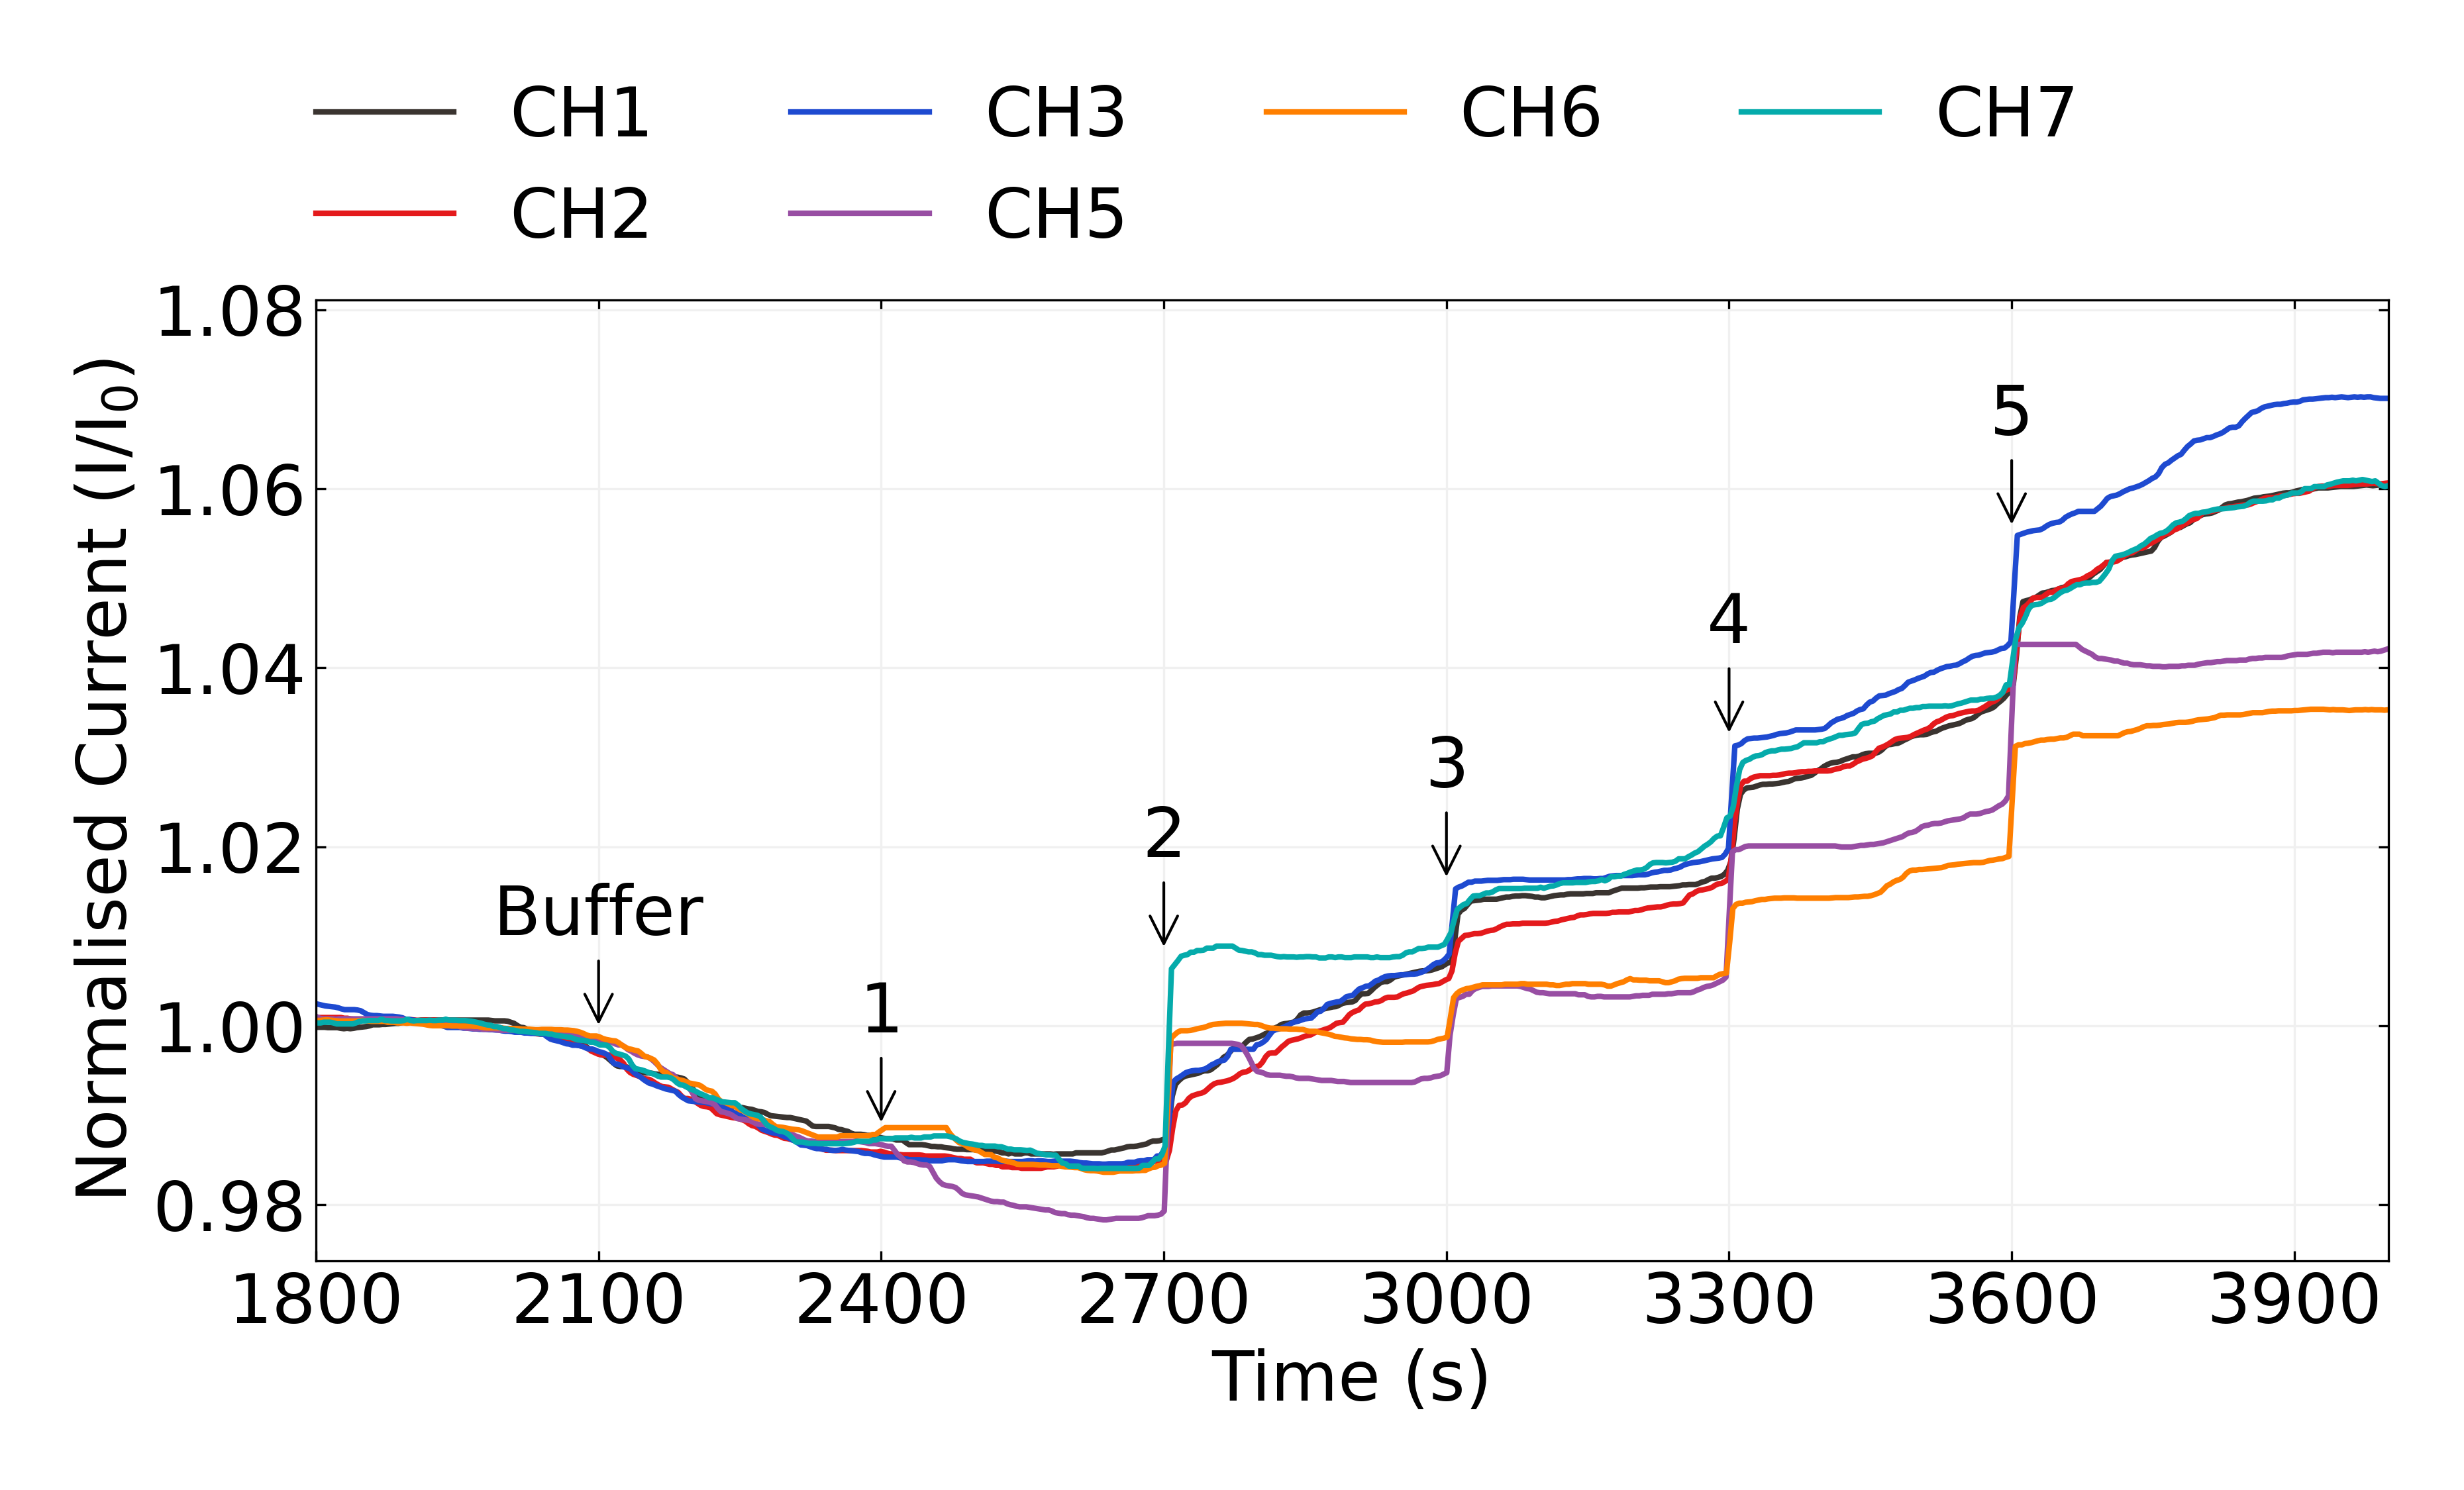 CH1 CH3 CH6 CH7
CH2 CH5
1.08
1.06
1.04
1.02
1.00
0.98
Normalised Current (I/I₀)
Buffer
1
2
3
4
5
1800 2100 2400 2700 3000 3300 3600 3900
Time (s)